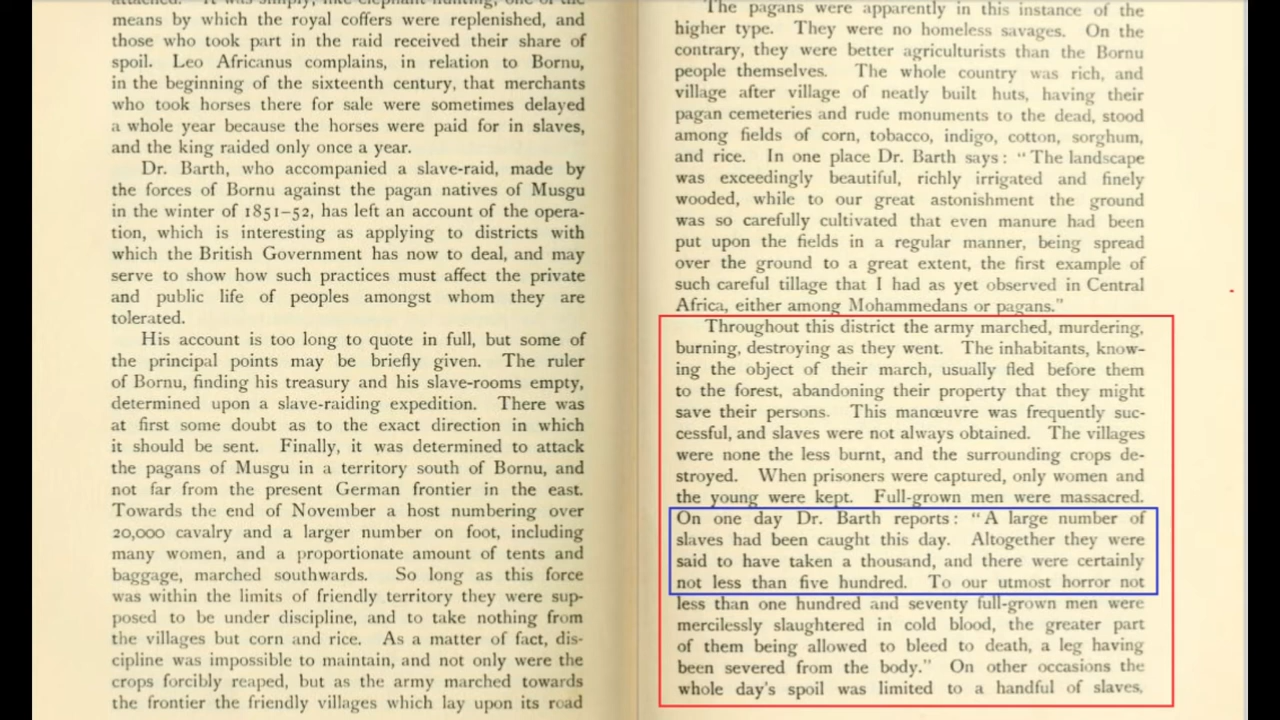 attached. It was simply, like elephant-hunting, one of the
means by which the royal coffers were replenished, and
those who took part in the raid received their share of
spoil. Leo Africanus complains, in relation to Bornu,
in the beginning of the sixteenth century, that merchants
who took horses there for sale were sometimes delayed
a whole year because the horses were paid for in slaves,
and the king raided only once a year.
Dr. Barth, who accompanied a slave-raid, made by
the forces of Bornu against the pagan natives of Musgu
in the winter of 1851–52, has left an account of the opera-
tion, which is interesting as applying to districts with
which the British Government has now to deal, and may
serve to show how such practices must affect the private
and public life of peoples amongst whom they are
tolerated.
His account is too long to quote in full, but some of
the principal points may be briefly given. The ruler
of Bornu, finding his treasury and his slave-rooms empty,
determined upon a slave-raiding expedition. There was
at first some doubt as to the exact direction in which
it should be sent. Finally, it was determined to attack
the pagans of Musgu in a territory south of Bornu, and
not far from the present German frontier in the east.
Towards the end of November a host numbering over
20,000 cavalry and a larger number on foot, including
many women, and a proportionate amount of tents and
baggage, marched southwards. So long as this force
was within the limits of friendly territory they were sup-
posed to be under discipline, and to take nothing from
the villages but corn and rice. As a matter of fact, dis-
cipline was impossible to maintain, and not only were the
crops forcibly reaped, but as the army marched towards
the frontier the friendly villages which lay upon its road
The pagans were apparently in this instance of the
higher type. They were no homeless savages. On the
contrary, they were better agriculturists than the Bornu
people themselves. The whole country was rich, and
village after village of neatly built huts, having their
pagan cemeteries and rude monuments to the dead, stood
among fields of corn, tobacco, indigo, cotton, sorghum,
and rice. In one place Dr. Barth says: "The landscape
was exceedingly beautiful, richly irrigated and finely
wooded, while to our great astonishment the ground
was so carefully cultivated that even manure had been
put upon the fields in a regular manner, being spread
over the ground to a great extent, the first example of
such careful tillage that I had as yet observed in Central
Africa, either among Mohammedans or pagans."
Throughout this district the army marched, murdering,
burning, destroying as they went. The inhabitants, know-
ing the object of their march, usually fled before them
to the forest, abandoning their property that they might
save their persons. This manœuvre was frequently suc-
cessful, and slaves were not always obtained. The villages
were none the less burnt, and the surrounding crops de-
stroyed. When prisoners were captured, only women and
the young were kept. Full-grown men were massacred.
On one day Dr. Barth reports: "A large number of
slaves had been caught this day. Altogether they were
said to have taken a thousand, and there were certainly
not less than five hundred. To our utmost horror not
less than one hundred and seventy full-grown men were
mercilessly slaughtered in cold blood, the greater part
of them being allowed to bleed to death, a leg having
been severed from the body." On other occasions the
whole day's spoil was limited to a handful of slaves,